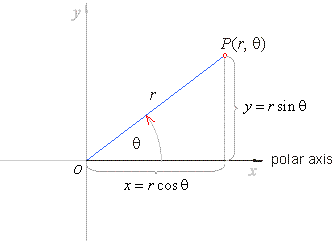 y
P(r, θ)
r
y = r sin θ
θ
O
x
polar axis
x = r cos θ